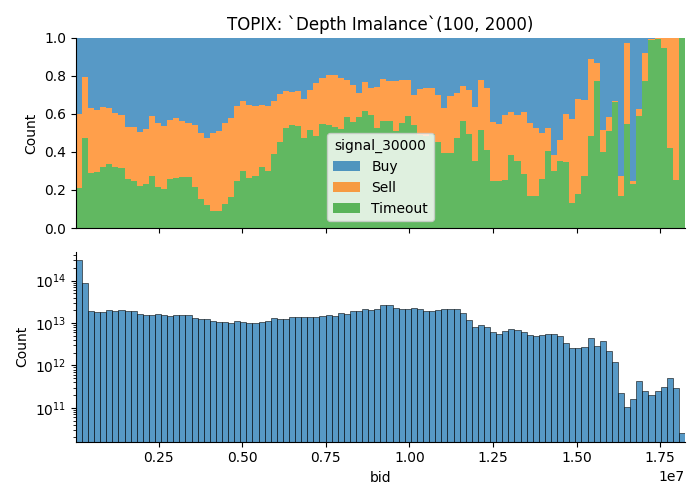 TOPIX: `Depth Imalance`(100, 2000)
1.0
0.8
0.6
0.4
0.2
0.0
Count
signal_30000
Buy
Sell
Timeout
10^14
10^13
10^12
10^11
Count
0.25 0.50 0.75 1.00 1.25 1.50 1.75
1e7
bid